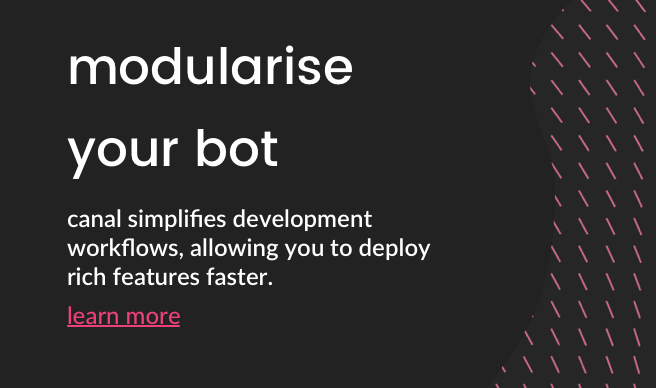 modularise
your bot
canal simplifies development
workflows, allowing you to deploy
rich features faster.
learn more